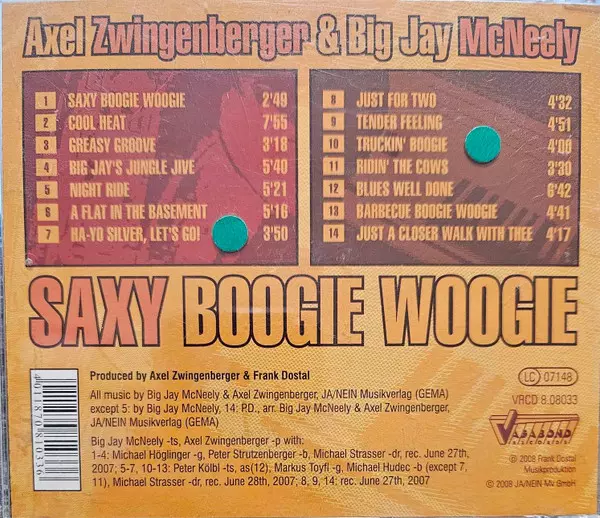 Axel Zwingenberger & Big Jay McNeely
1 SAXY BOOGIE WOOGIE 2'49
2 COOL HEAT 7'55
3 GREASY GROOVE 3'18
4 BIG JAY'S JUNGLE JIVE 5'40
5 NIGHT RIDE 5'21
6 A FLAT IN THE BASEMENT 5'16
7 HA-YO SILVER, LET'S GO! 3'50
8 JUST FOR TWO 4'32
9 TENDER FEELING 4'51
10 TRUCKIN' BOOGIE 4'00
11 RIDIN' THE COWS 3'30
12 BLUES WELL DONE 6'42
13 BARBECUE BOOGIE WOOGIE 4'41
14 JUST A CLOSER WALK WITH THEE 4'17
SAXY BOOGIE WOOGIE
Produced by Axel Zwingenberger & Frank Dostal
All music by Big Jay McNeely & Axel Zwingenberger, JA/NEIN Musikverlag (GEMA)
except 5: by Big Jay McNeely, 14: P.D., arr. Big Jay McNeely & Axel Zwingenberger,
JA/NEIN Musikverlag (GEMA)
Big Jay McNeely -ts, Axel Zwingenberger -p with:
1-4: Michael Höglinger -g, Peter Strutzenberger -b, Michael Strasser -dr, rec. June 27th,
2007; 5-7, 10-13: Peter Kölbl -ts, as(12), Markus Toyfl -g, Michael Hudec -b (except 7,
11), Michael Strasser -dr, rec. June 28th, 2007; 8, 9, 14: rec. June 27th, 2007
4 011870 810336
LC 07148
VRCD 8.08033
VAGABOND
RECORDS
℗ 2008 Frank Dostal
Musikproduktion
© 2008 JA/NEIN Mv GmbH